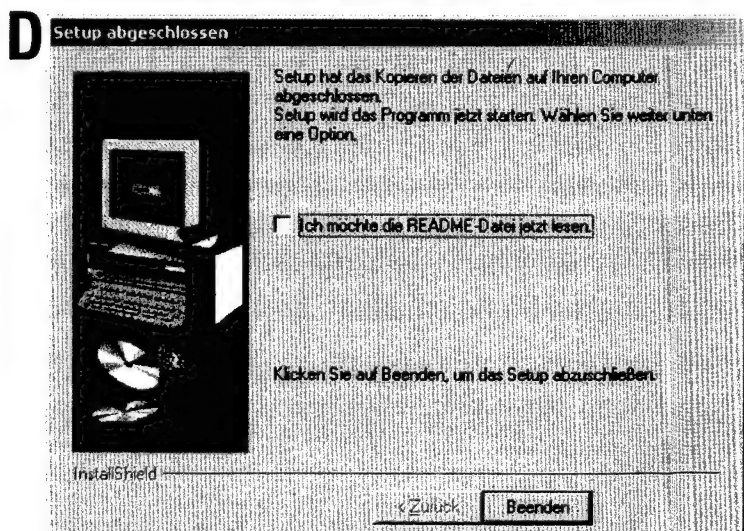 D
Setup abgeschlossen
Setup hat das Kopieren der Dateien auf Ihren Computer
abgeschlossen.
Setup wird das Programm jetzt starten. Wählen Sie weiter unten
eine Option.
Ich möchte die README-Datei jetzt lesen.
Klicken Sie auf Beenden, um das Setup abzuschließen.
InstallShield
< Zurück
Beenden